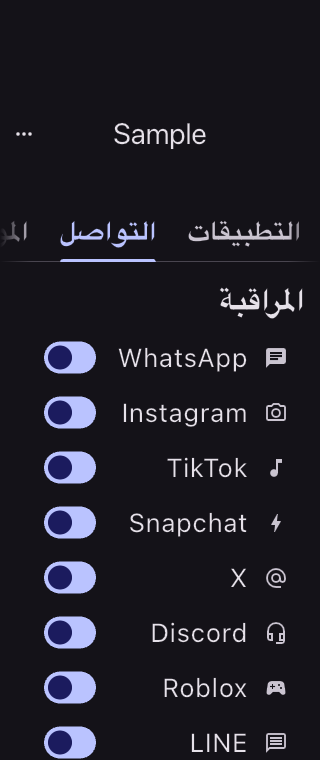 Sample
التطبيقات التواصل
المراقبة
WhatsApp
Instagram
TikTok
Snapchat
X
Discord
Roblox
LINE